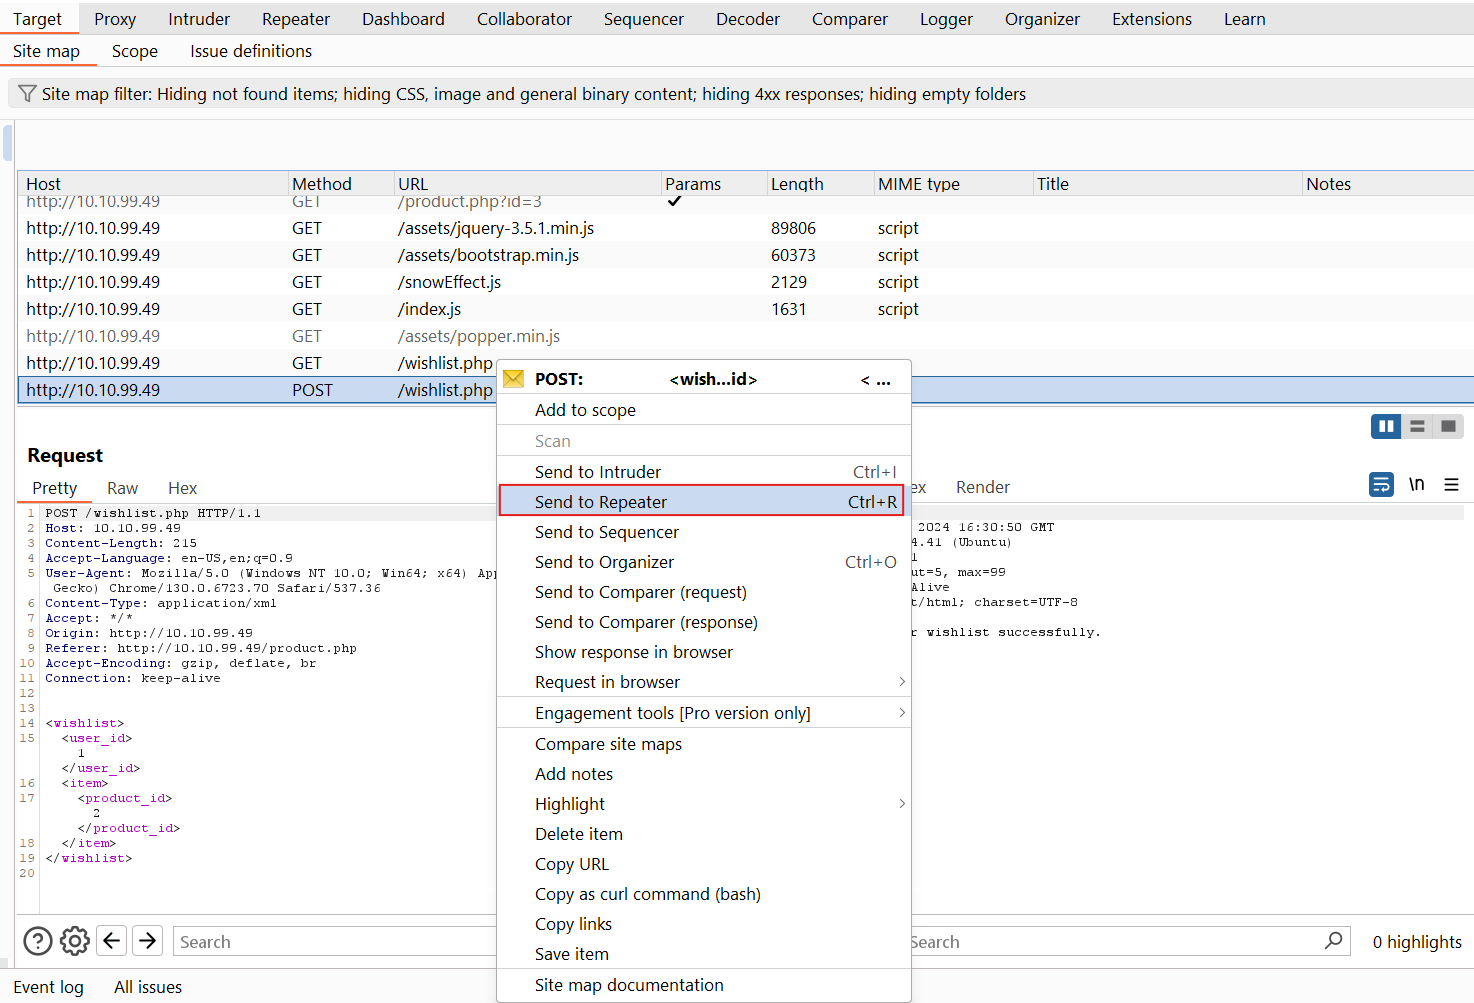 Target Proxy Intruder Repeater Dashboard Collaborator Sequencer Decoder Comparer Logger Organizer Extensions Learn
Site map Scope Issue definitions
Site map filter: Hiding not found items; hiding CSS, image and general binary content; hiding 4xx responses; hiding empty folders
Host Method URL Params Length MIME type Title Notes
http://10.10.99.49 GET /product.php?id=3 ✓
http://10.10.99.49 GET /assets/jquery-3.5.1.min.js 89806 script
http://10.10.99.49 GET /assets/bootstrap.min.js 60373 script
http://10.10.99.49 GET /snowEffect.js 2129 script
http://10.10.99.49 GET /index.js 1631 script
http://10.10.99.49 GET /assets/popper.min.js
http://10.10.99.49 GET /wishlist.php
http://10.10.99.49 POST /wishlist.php
Request
Pretty Raw Hex
1 POST /wishlist.php HTTP/1.1
2 Host: 10.10.99.49
3 Content-Length: 215
4 Accept-Language: en-US,en;q=0.9
5 User-Agent: Mozilla/5.0 (Windows NT 10.0; Win64; x64) App
Gecko) Chrome/130.0.6723.70 Safari/537.36
6 Content-Type: application/xml
7 Accept: */*
8 Origin: http://10.10.99.49
9 Referer: http://10.10.99.49/product.php
10 Accept-Encoding: gzip, deflate, br
11 Connection: keep-alive
12
13
14 <wishlist>
15 <user_id>
1
</user_id>
16 <item>
17 <product_id>
2
</product_id>
18 </item>
19 </wishlist>
20
POST: <wish...id> < ...
Add to scope
Scan
Send to Intruder Ctrl+I
Send to Repeater Ctrl+R
Send to Sequencer
Send to Organizer Ctrl+O
Send to Comparer (request)
Send to Comparer (response)
Show response in browser
Request in browser
Engagement tools [Pro version only]
Compare site maps
Add notes
Highlight
Delete item
Copy URL
Copy as curl command (bash)
Copy links
Save item
Site map documentation
ex Render \n
2024 16:30:50 GMT
4.41 (Ubuntu)
1
ut=5, max=99
Alive
t/html; charset=UTF-8
r wishlist successfully.
Search
Search 0 highlights
Event log All issues